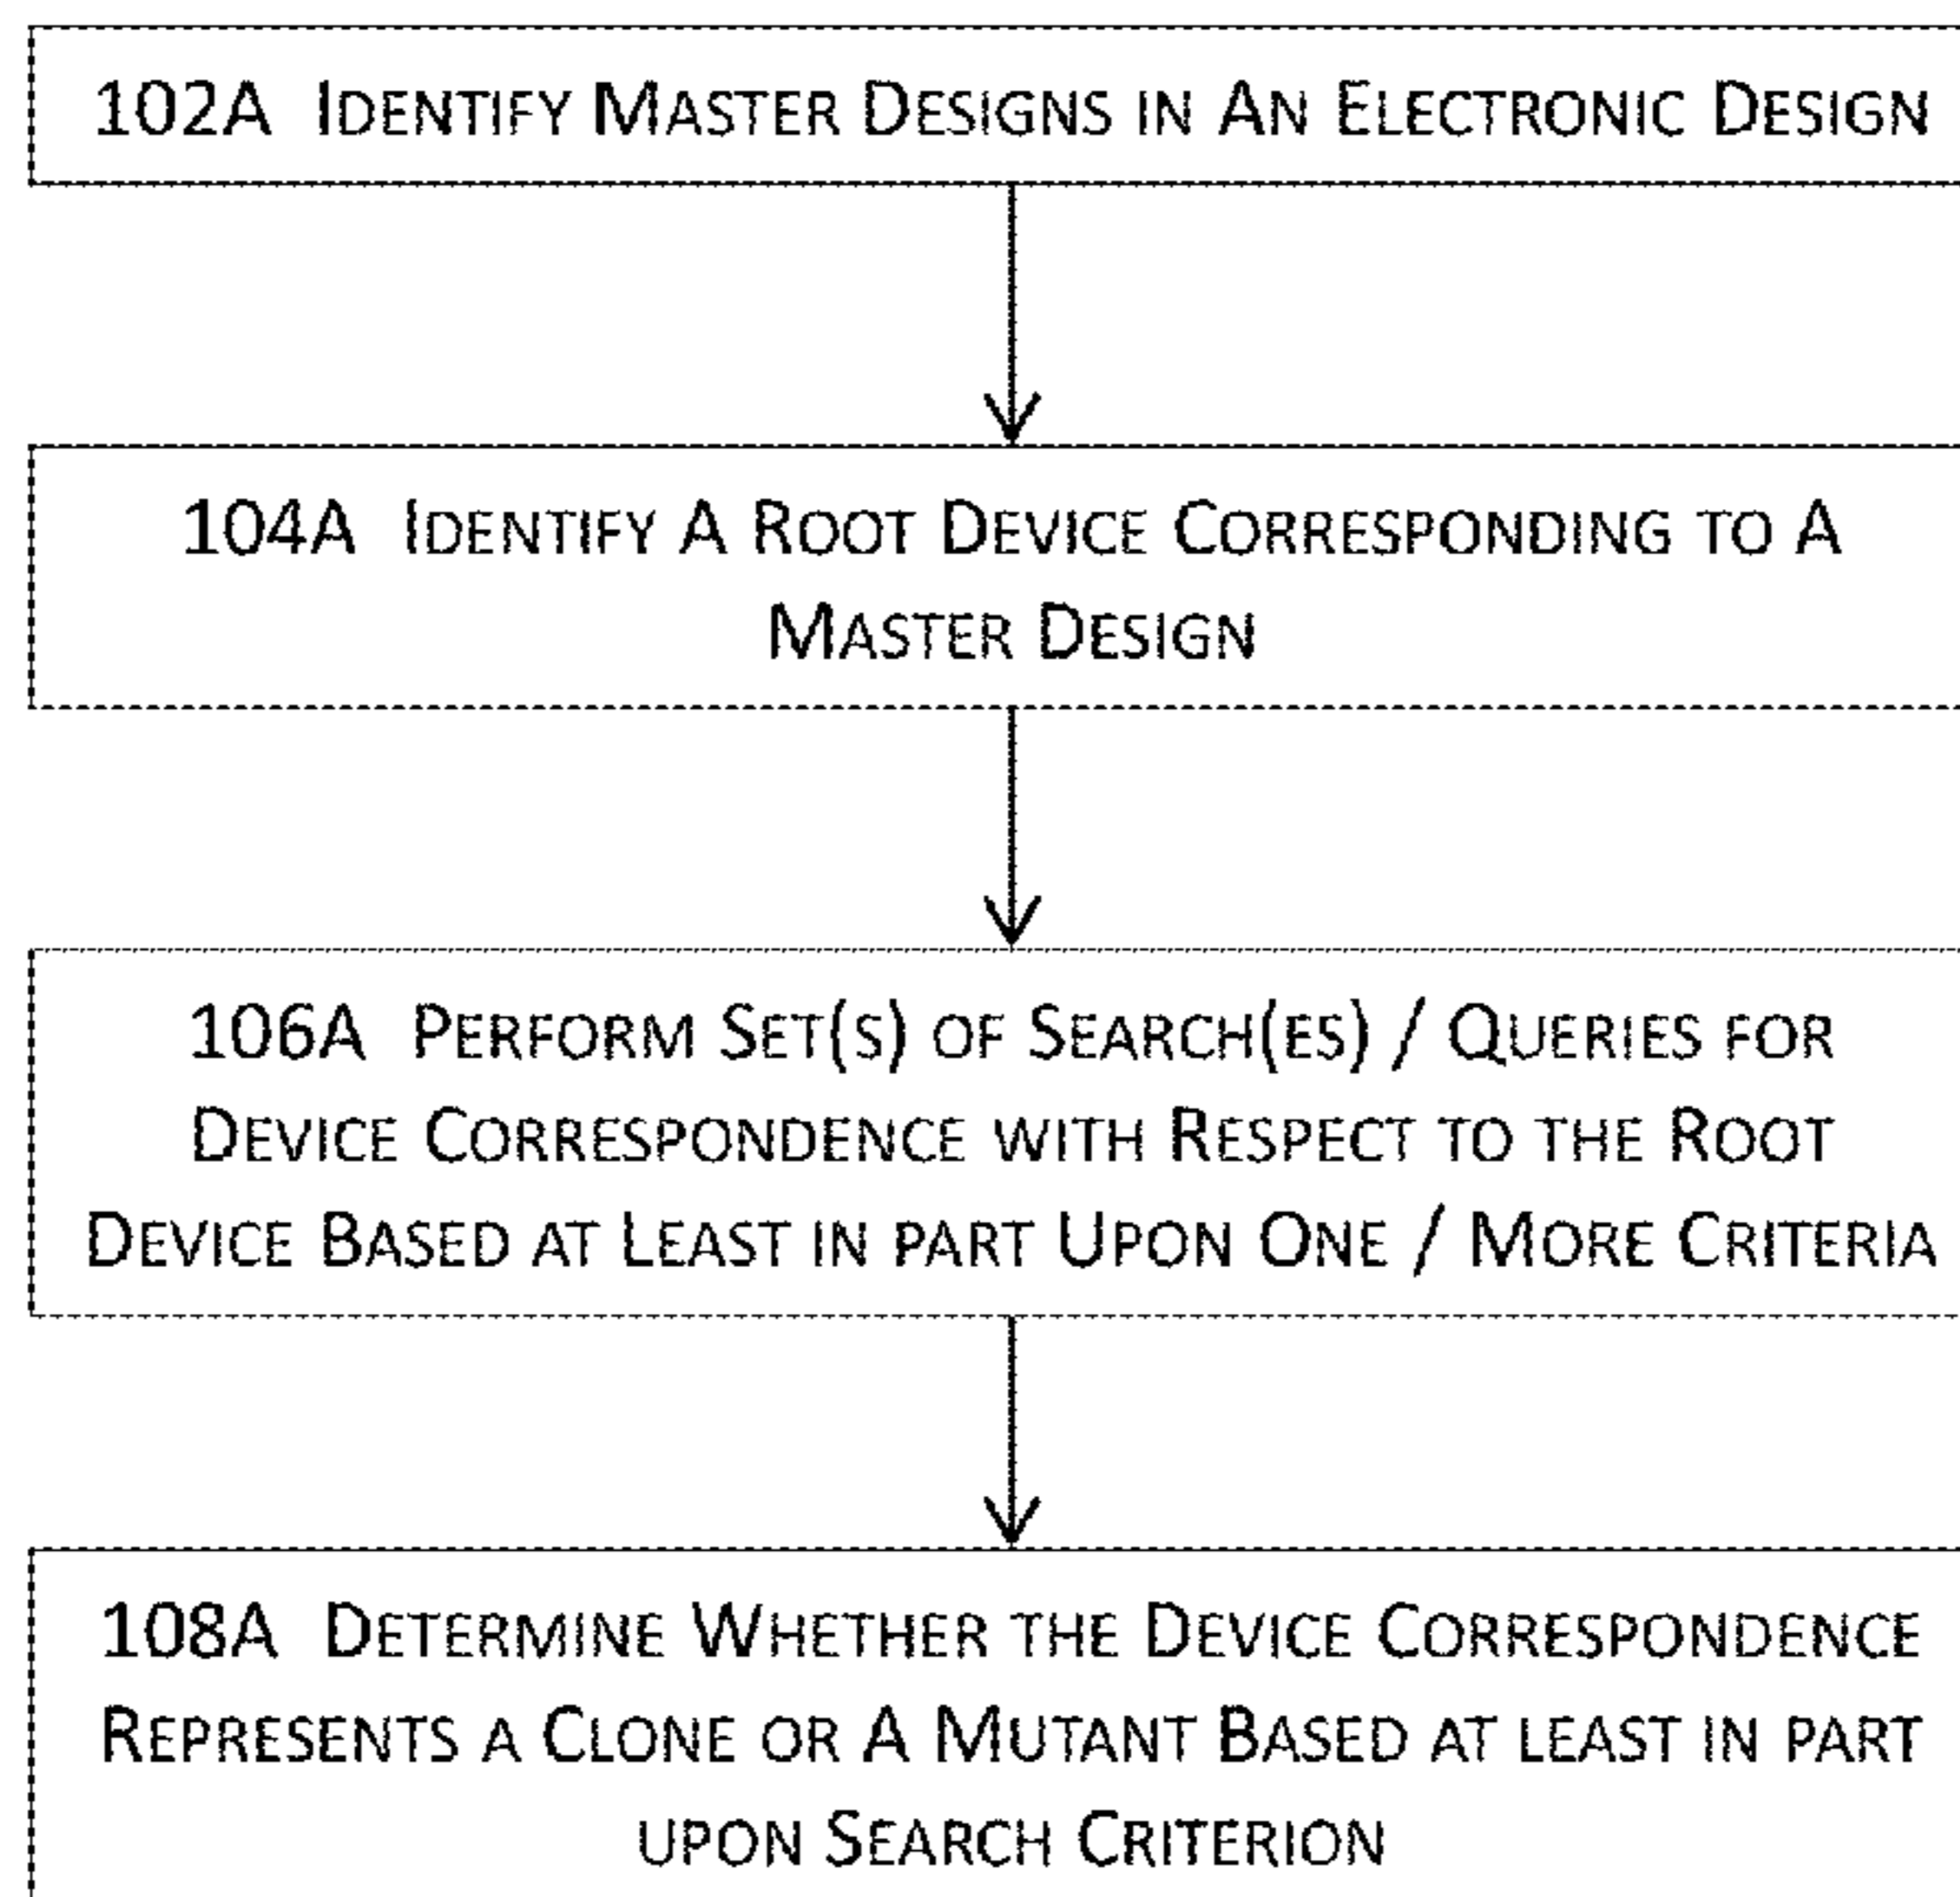 102A Identify Master Designs in An Electronic Design
104A Identify A Root Device Corresponding to A
Master Design
106A Perform Set(s) of Search(es) / Queries for
Device Correspondence with Respect to the Root
Device Based at Least in part Upon One / More Criteria
108A Determine Whether the Device Correspondence
Represents a Clone or A Mutant Based at least in part
upon Search Criterion